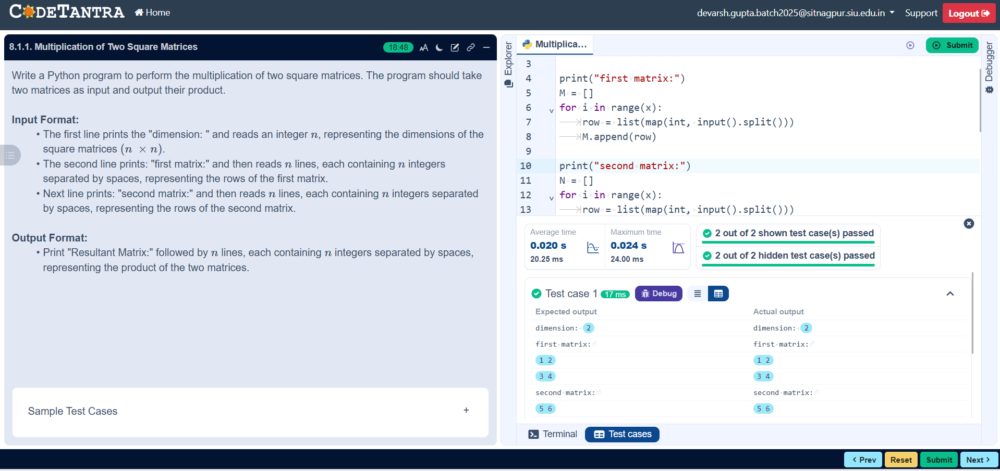 CODETANTRA
Home
devarsh.gupta.batch2025@sitnagpur.siu.edu.in
Support
Logout
8.1.1. Multiplication of Two Square Matrices
18:48
Write a Python program to perform the multiplication of two square matrices. The program should take
two matrices as input and output their product.
Input Format:
• The first line prints the "dimension: " and reads an integer n, representing the dimensions of the
square matrices (n × n).
• The second line prints: "first matrix:" and then reads n lines, each containing n integers
separated by spaces, representing the rows of the first matrix.
• Next line prints: "second matrix:" and then reads n lines, each containing n integers separated
by spaces, representing the rows of the second matrix.
Output Format:
• Print "Resultant Matrix:" followed by n lines, each containing n integers separated by spaces,
representing the product of the two matrices.
Sample Test Cases
+
Explorer
Multiplica...
Submit
Debugger
3
4 print("first matrix:")
5 M = []
6 for i in range(x):
7 row = list(map(int, input().split()))
8 M.append(row)
9
10 print("second matrix:")
11 N = []
12 for i in range(x):
13 row = list(map(int, input().split()))
Average time
0.020 s
20.25 ms
Maximum time
0.024 s
24.00 ms
2 out of 2 shown test case(s) passed
2 out of 2 hidden test case(s) passed
Test case 1
17 ms
Debug
Expected output
Actual output
dimension: 2
dimension: 2
first matrix:
first matrix:
1 2
1 2
3 4
3 4
second matrix:
second matrix:
5 6
5 6
Terminal
Test cases
< Prev
Reset
Submit
Next >